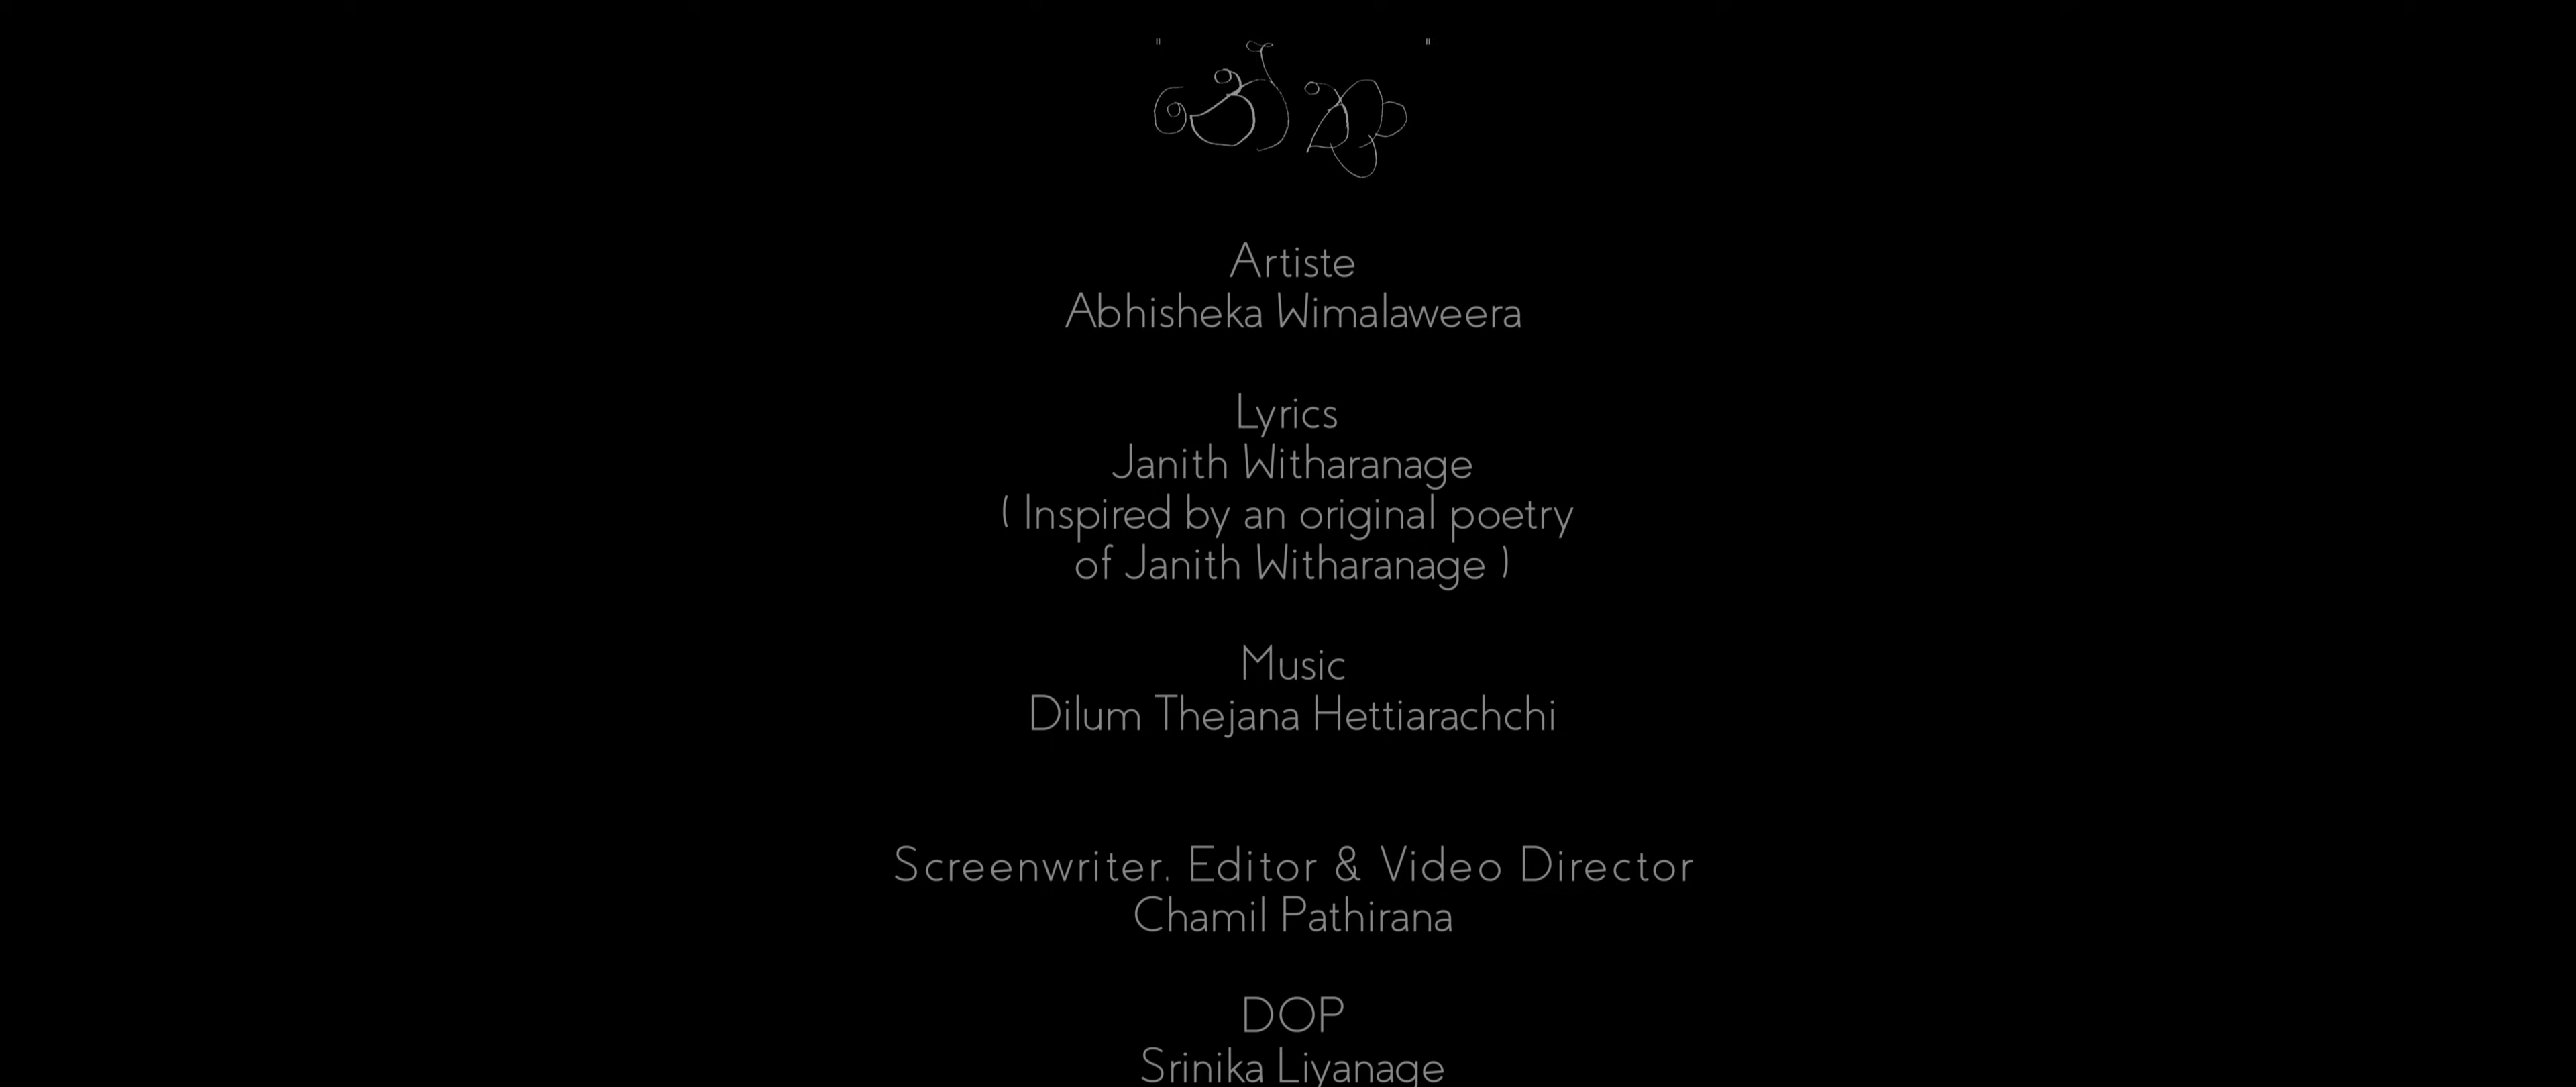 Artiste
Abhisheka Wimalaweera
Lyrics
Janith Witharanage
( Inspired by an original poetry
of Janith Witharanage )
Music
Dilum Thejana Hettiarachchi
Screenwriter. Editor & Video Director
Chamil Pathirana
DOP
Srinika Liyanage